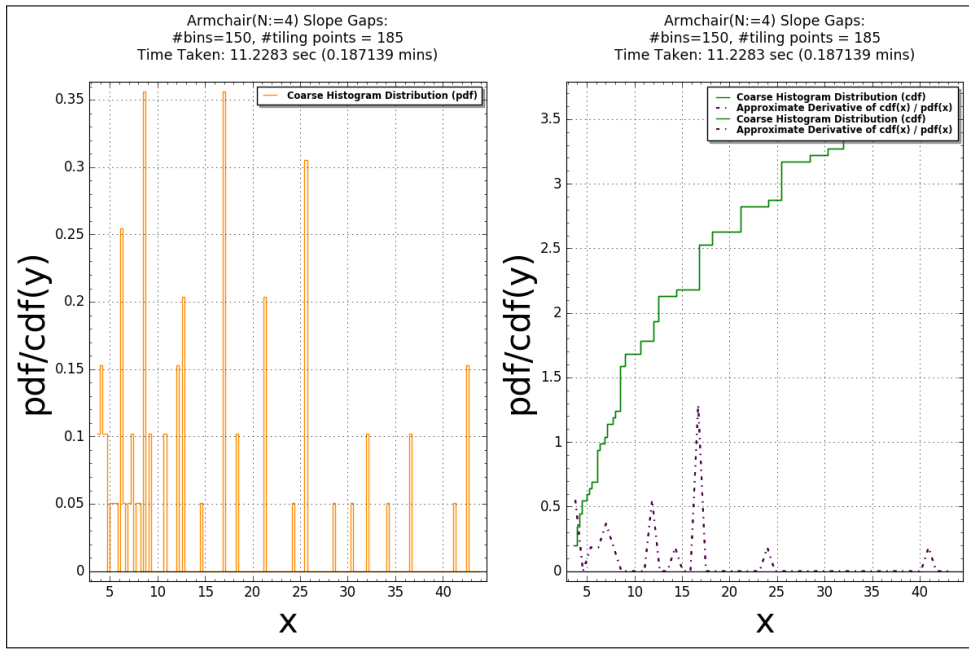 Armchair(N:=4) Slope Gaps:
#bins=150, #tiling points = 185
Time Taken: 11.2283 sec (0.187139 mins)
Coarse Histogram Distribution (pdf)
pdf/cdf(y)
0.35
0.3
0.25
0.2
0.15
0.1
0.05
0
5
10
15
20
25
30
35
40
x
Armchair(N:=4) Slope Gaps:
#bins=150, #tiling points = 185
Time Taken: 11.2283 sec (0.187139 mins)
Coarse Histogram Distribution (cdf)
Approximate Derivative of cdf(x) / pdf(x)
Coarse Histogram Distribution (cdf)
Approximate Derivative of cdf(x) / pdf(x)
pdf/cdf(y)
3.5
3
2.5
2
1.5
1
0.5
0
5
10
15
20
25
30
35
40
x